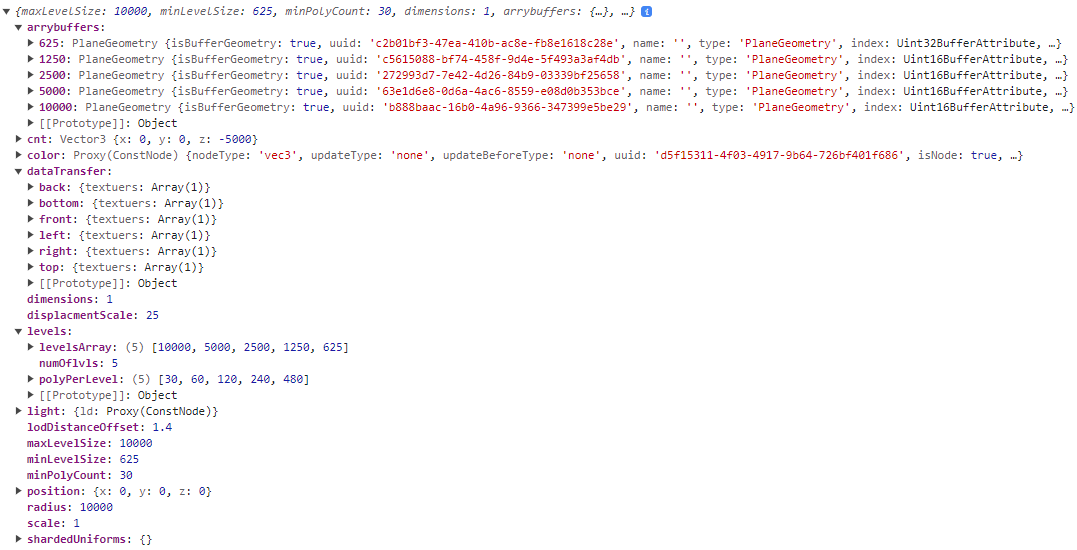 {maxLevelSize: 10000, minLevelSize: 625, minPolyCount: 30, dimensions: 1, arrybuffers: {…}, …} i
arrybuffers:
625: PlaneGeometry {isBufferGeometry: true, uuid: 'c2b01bf3-47ea-410b-ac8e-fb8e1618c28e', name: '', type: 'PlaneGeometry', index: Uint32BufferAttribute, …}
1250: PlaneGeometry {isBufferGeometry: true, uuid: 'c5615088-bf74-458f-9d4e-5f493a3af4db', name: '', type: 'PlaneGeometry', index: Uint16BufferAttribute, …}
2500: PlaneGeometry {isBufferGeometry: true, uuid: '272993d7-7e42-4d26-84b9-03339bf25658', name: '', type: 'PlaneGeometry', index: Uint16BufferAttribute, …}
5000: PlaneGeometry {isBufferGeometry: true, uuid: '63e1d6e8-0d6a-4ac6-8559-e08d0b353bce', name: '', type: 'PlaneGeometry', index: Uint16BufferAttribute, …}
10000: PlaneGeometry {isBufferGeometry: true, uuid: 'b888baac-16b0-4a96-9366-347399e5be29', name: '', type: 'PlaneGeometry', index: Uint16BufferAttribute, …}
[[Prototype]]: Object
cnt: Vector3 {x: 0, y: 0, z: -5000}
color: Proxy(ConstNode) {nodeType: 'vec3', updateType: 'none', updateBeforeType: 'none', uuid: 'd5f15311-4f03-4917-9b64-726bf401f686', isNode: true, …}
dataTransfer:
back: {textuers: Array(1)}
bottom: {textuers: Array(1)}
front: {textuers: Array(1)}
left: {textuers: Array(1)}
right: {textuers: Array(1)}
top: {textuers: Array(1)}
[[Prototype]]: Object
dimensions: 1
displacmentScale: 25
levels:
levelsArray: (5) [10000, 5000, 2500, 1250, 625]
numOflvls: 5
polyPerLevel: (5) [30, 60, 120, 240, 480]
[[Prototype]]: Object
light: {ld: Proxy(ConstNode)}
lodDistanceOffset: 1.4
maxLevelSize: 10000
minLevelSize: 625
minPolyCount: 30
position: {x: 0, y: 0, z: 0}
radius: 10000
scale: 1
shardedUniforms: {}